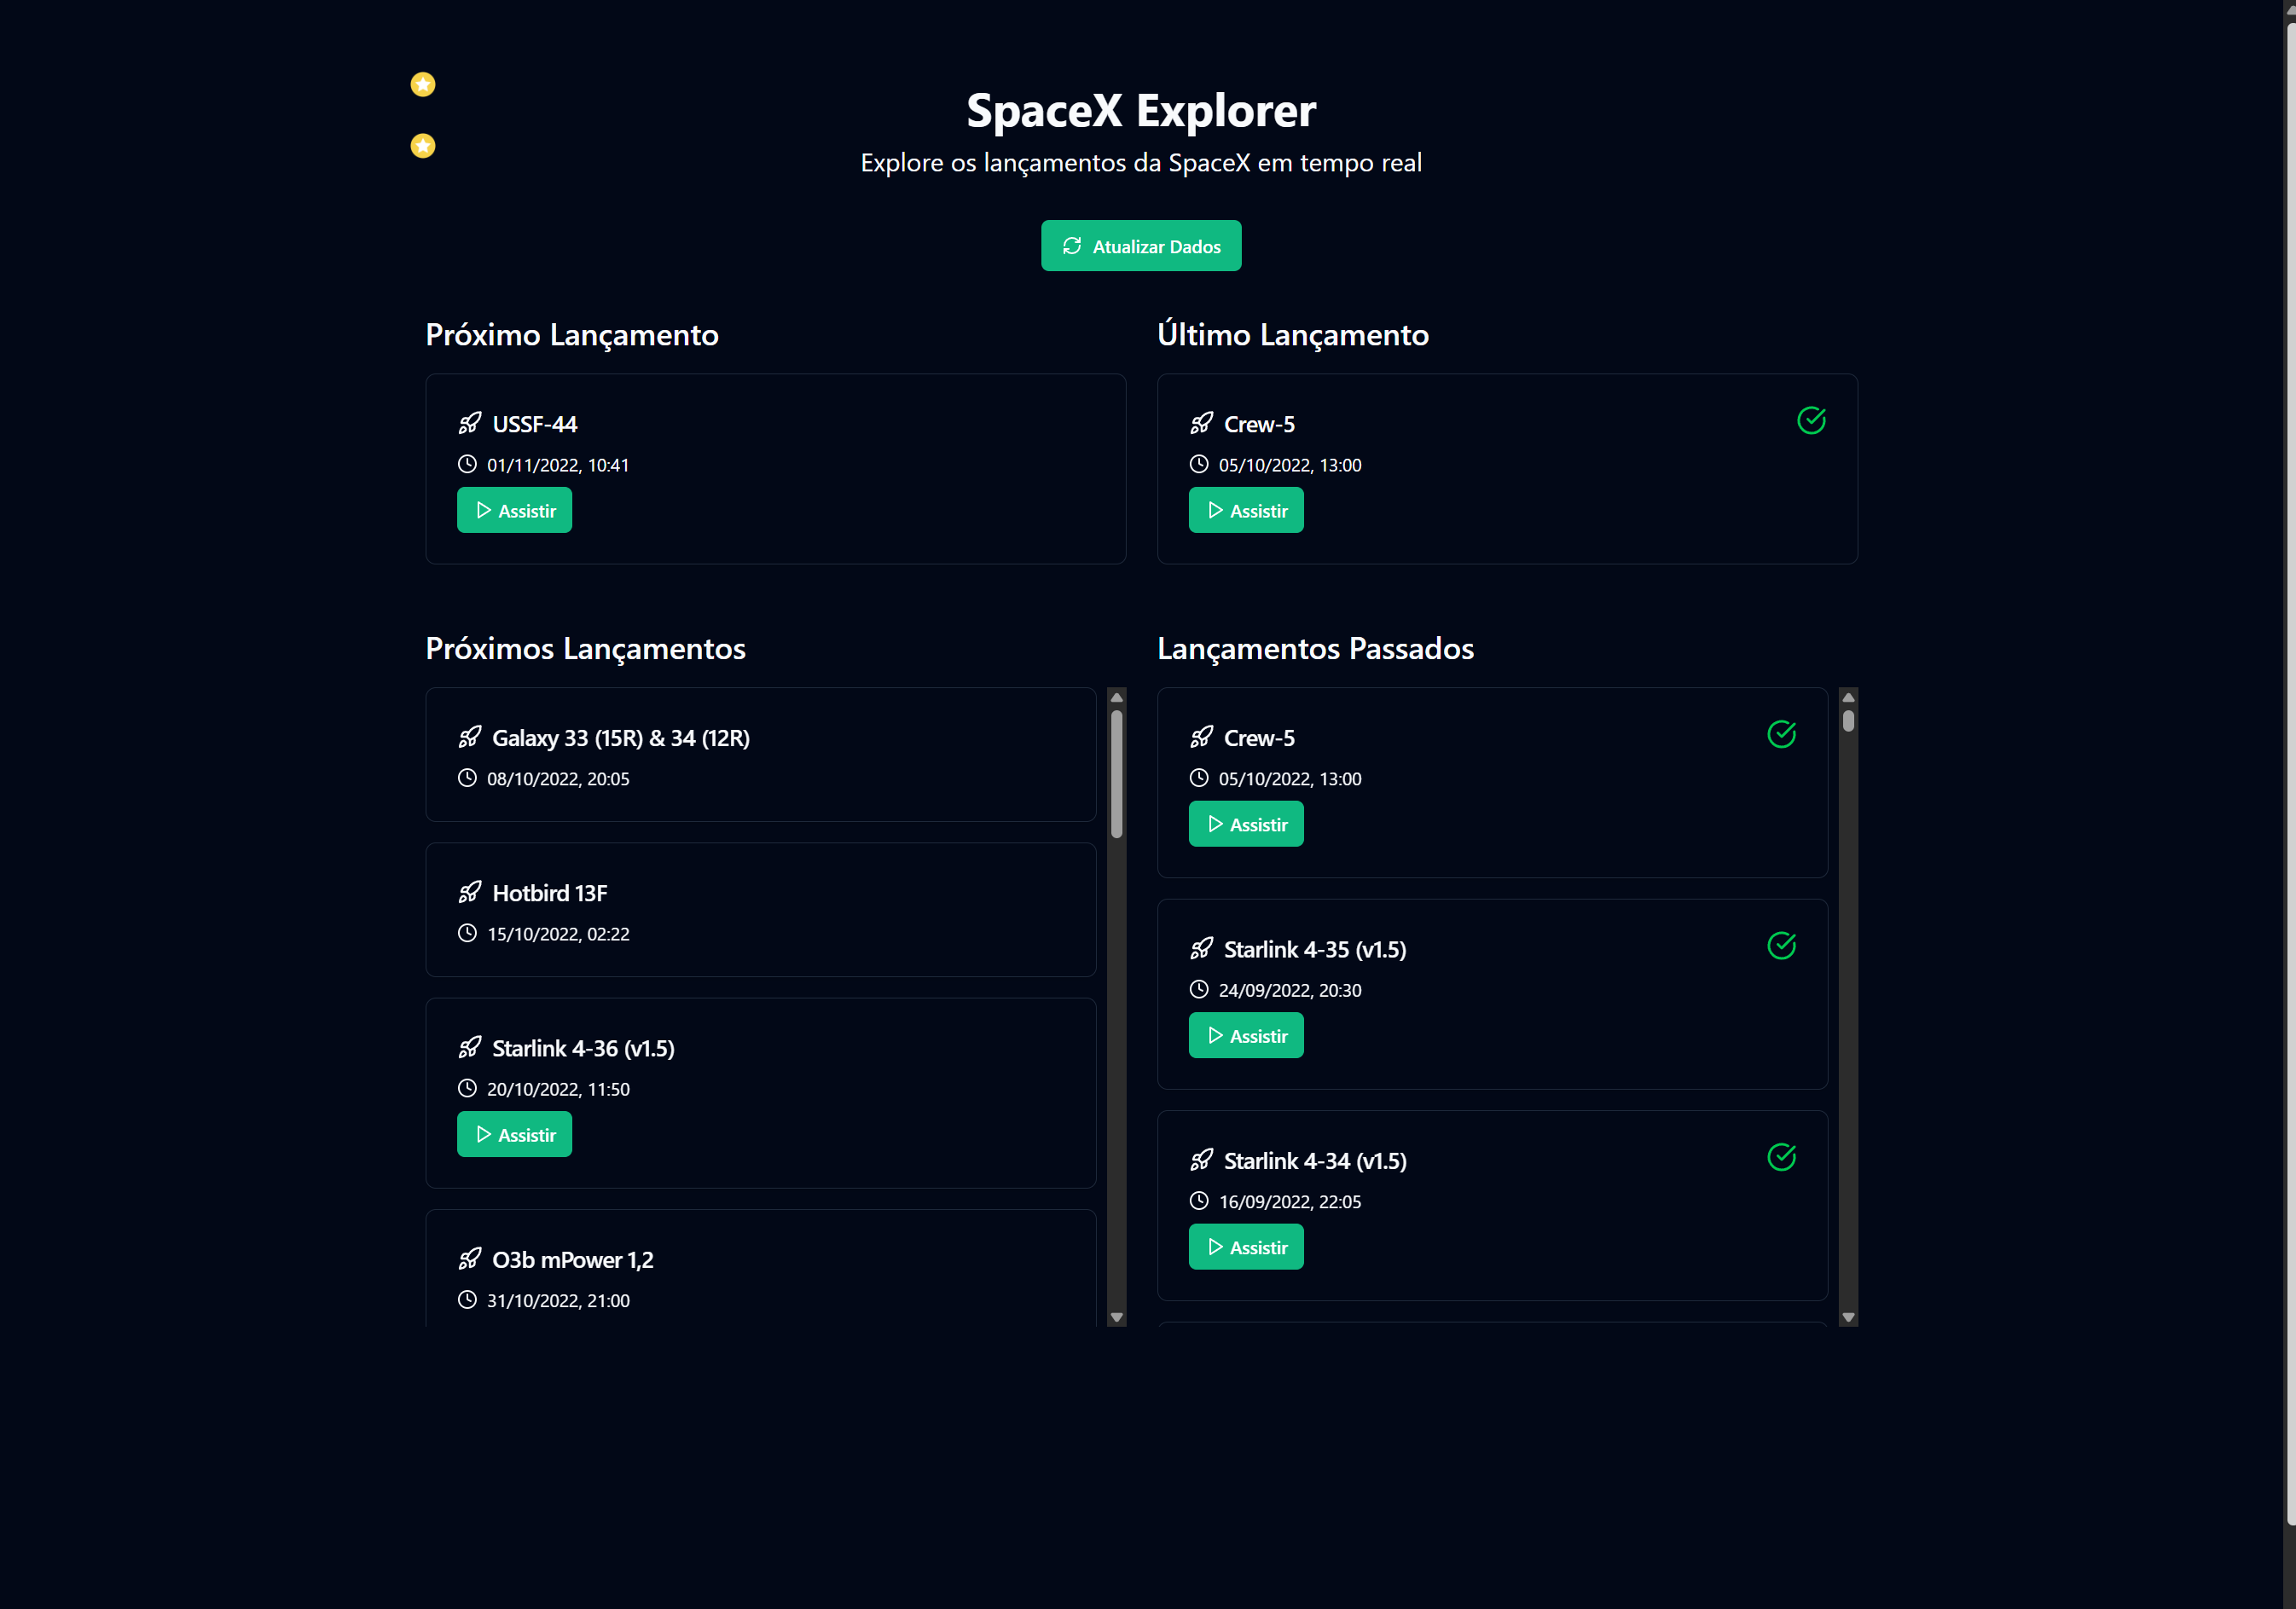 SpaceX Explorer
Explore os lançamentos da SpaceX em tempo real
Atualizar Dados
Próximo Lançamento
USSF-44
01/11/2022, 10:41
Assistir
Último Lançamento
Crew-5
05/10/2022, 13:00
Assistir
Próximos Lançamentos
Galaxy 33 (15R) & 34 (12R)
08/10/2022, 20:05
Hotbird 13F
15/10/2022, 02:22
Starlink 4-36 (v1.5)
20/10/2022, 11:50
Assistir
O3b mPower 1,2
31/10/2022, 21:00
Lançamentos Passados
Crew-5
05/10/2022, 13:00
Assistir
Starlink 4-35 (v1.5)
24/09/2022, 20:30
Assistir
Starlink 4-34 (v1.5)
16/09/2022, 22:05
Assistir